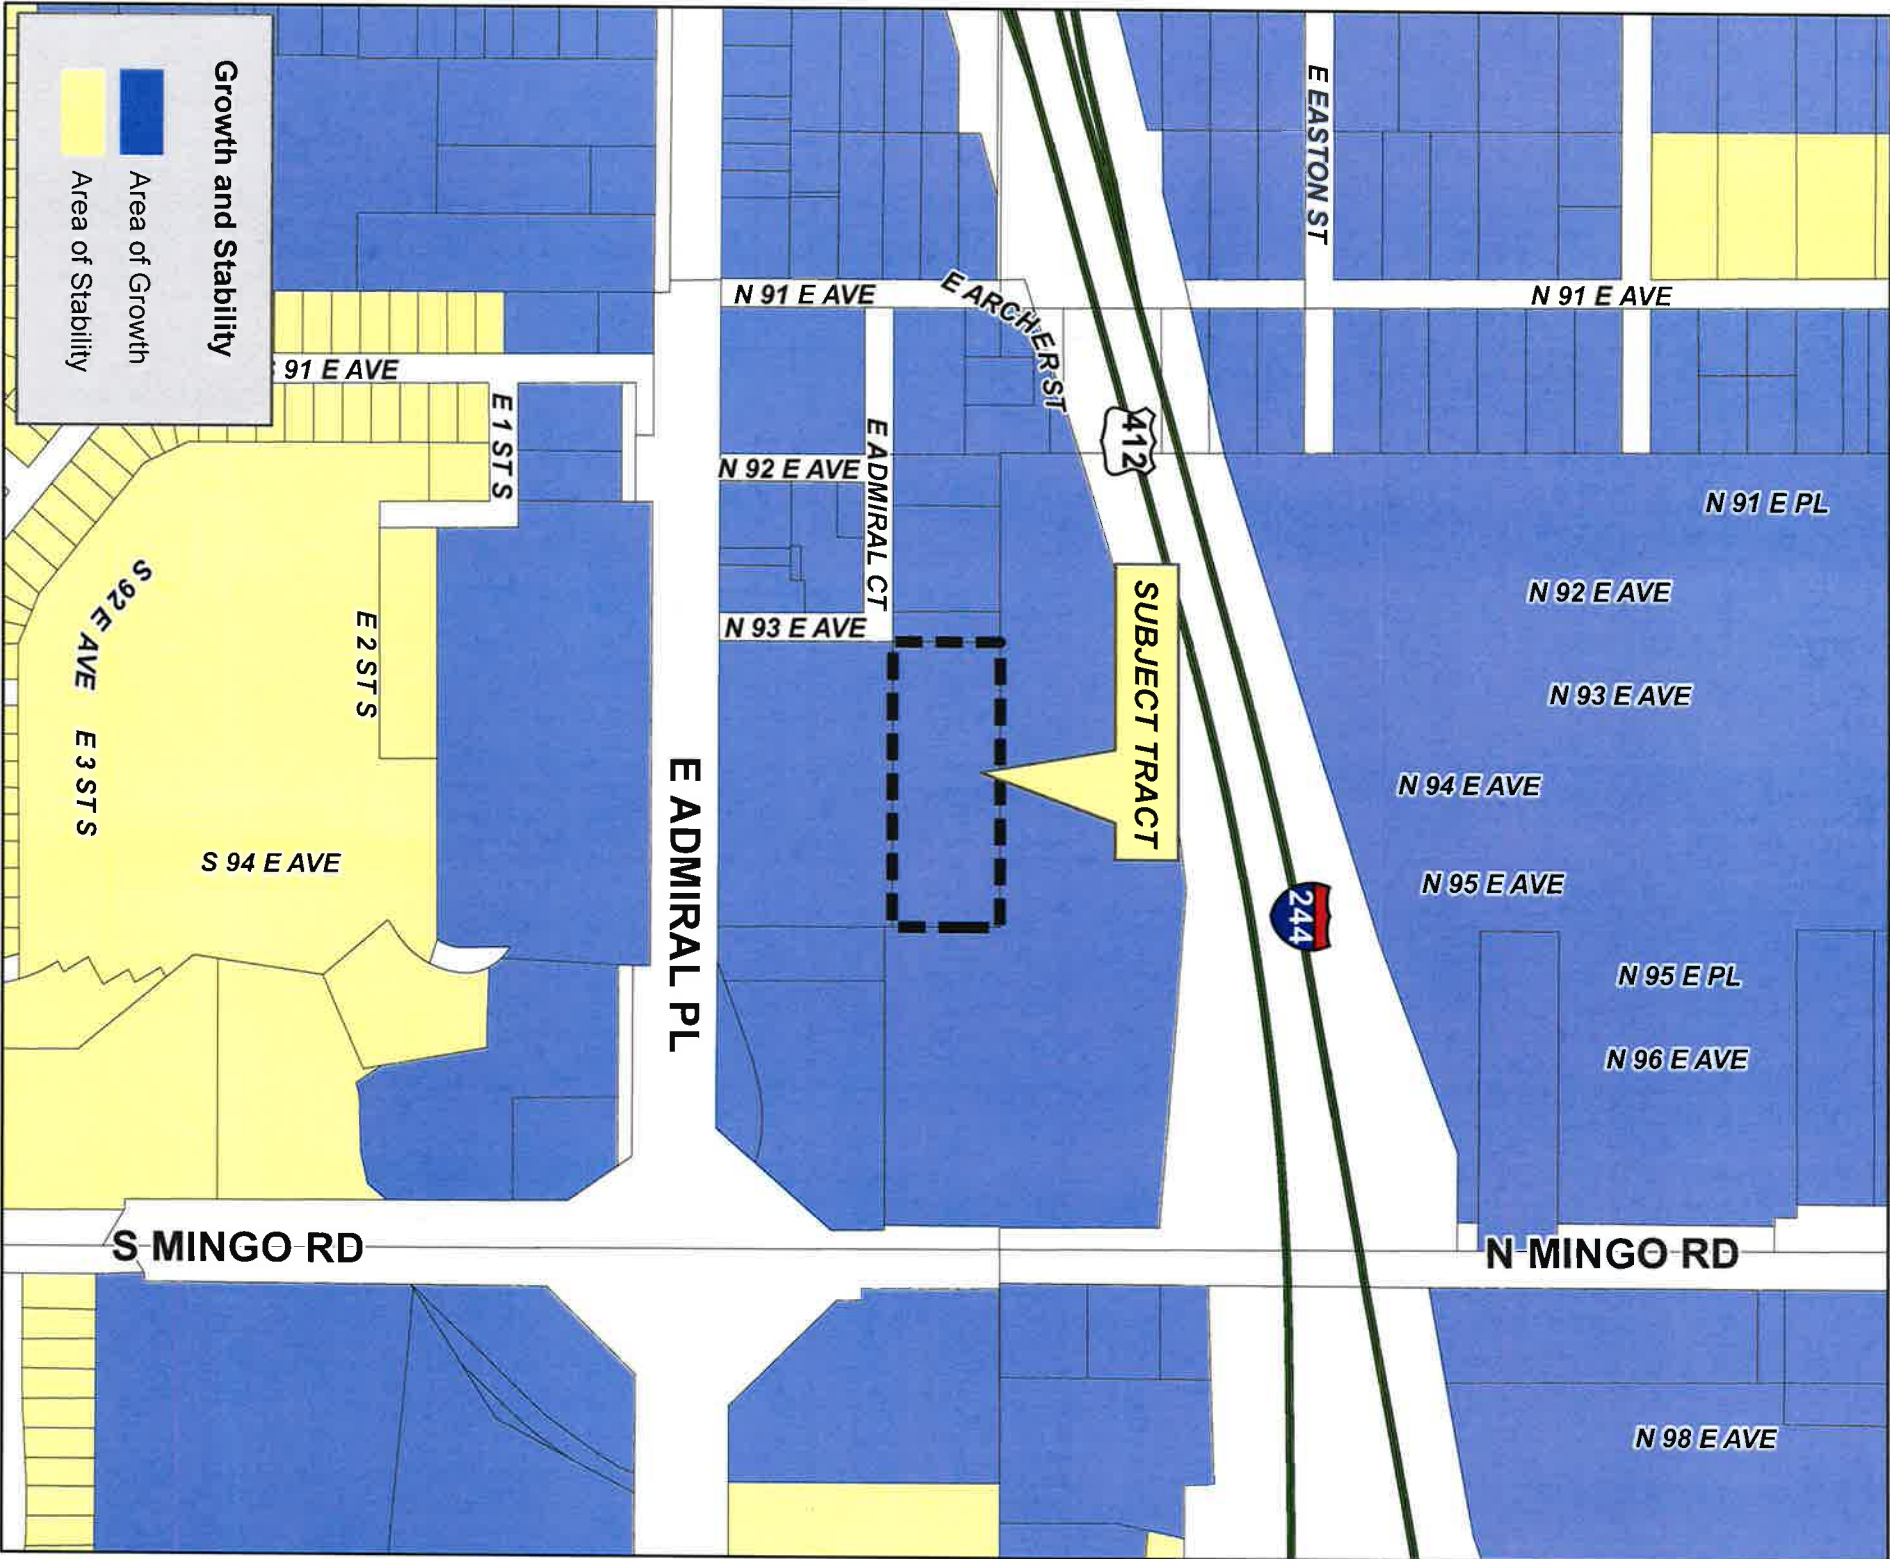 Growth and Stability
Area of Growth
Area of Stability
E EASTON ST
N 91 E AVE
N 91 E AVE
E ARCHER ST
91 E AVE
E 1 ST S
N 92 E AVE
E ADMIRAL CT
412
N 91 E PL
N 92 E AVE
S 92 E AVE
E 2 ST S
N 93 E AVE
SUBJECT TRACT
N 93 E AVE
E 3 ST S
N 94 E AVE
S 94 E AVE
E ADMIRAL PL
N 95 E AVE
244
N 95 E PL
N 96 E AVE
S MINGO RD
N MINGO RD
N 98 E AVE